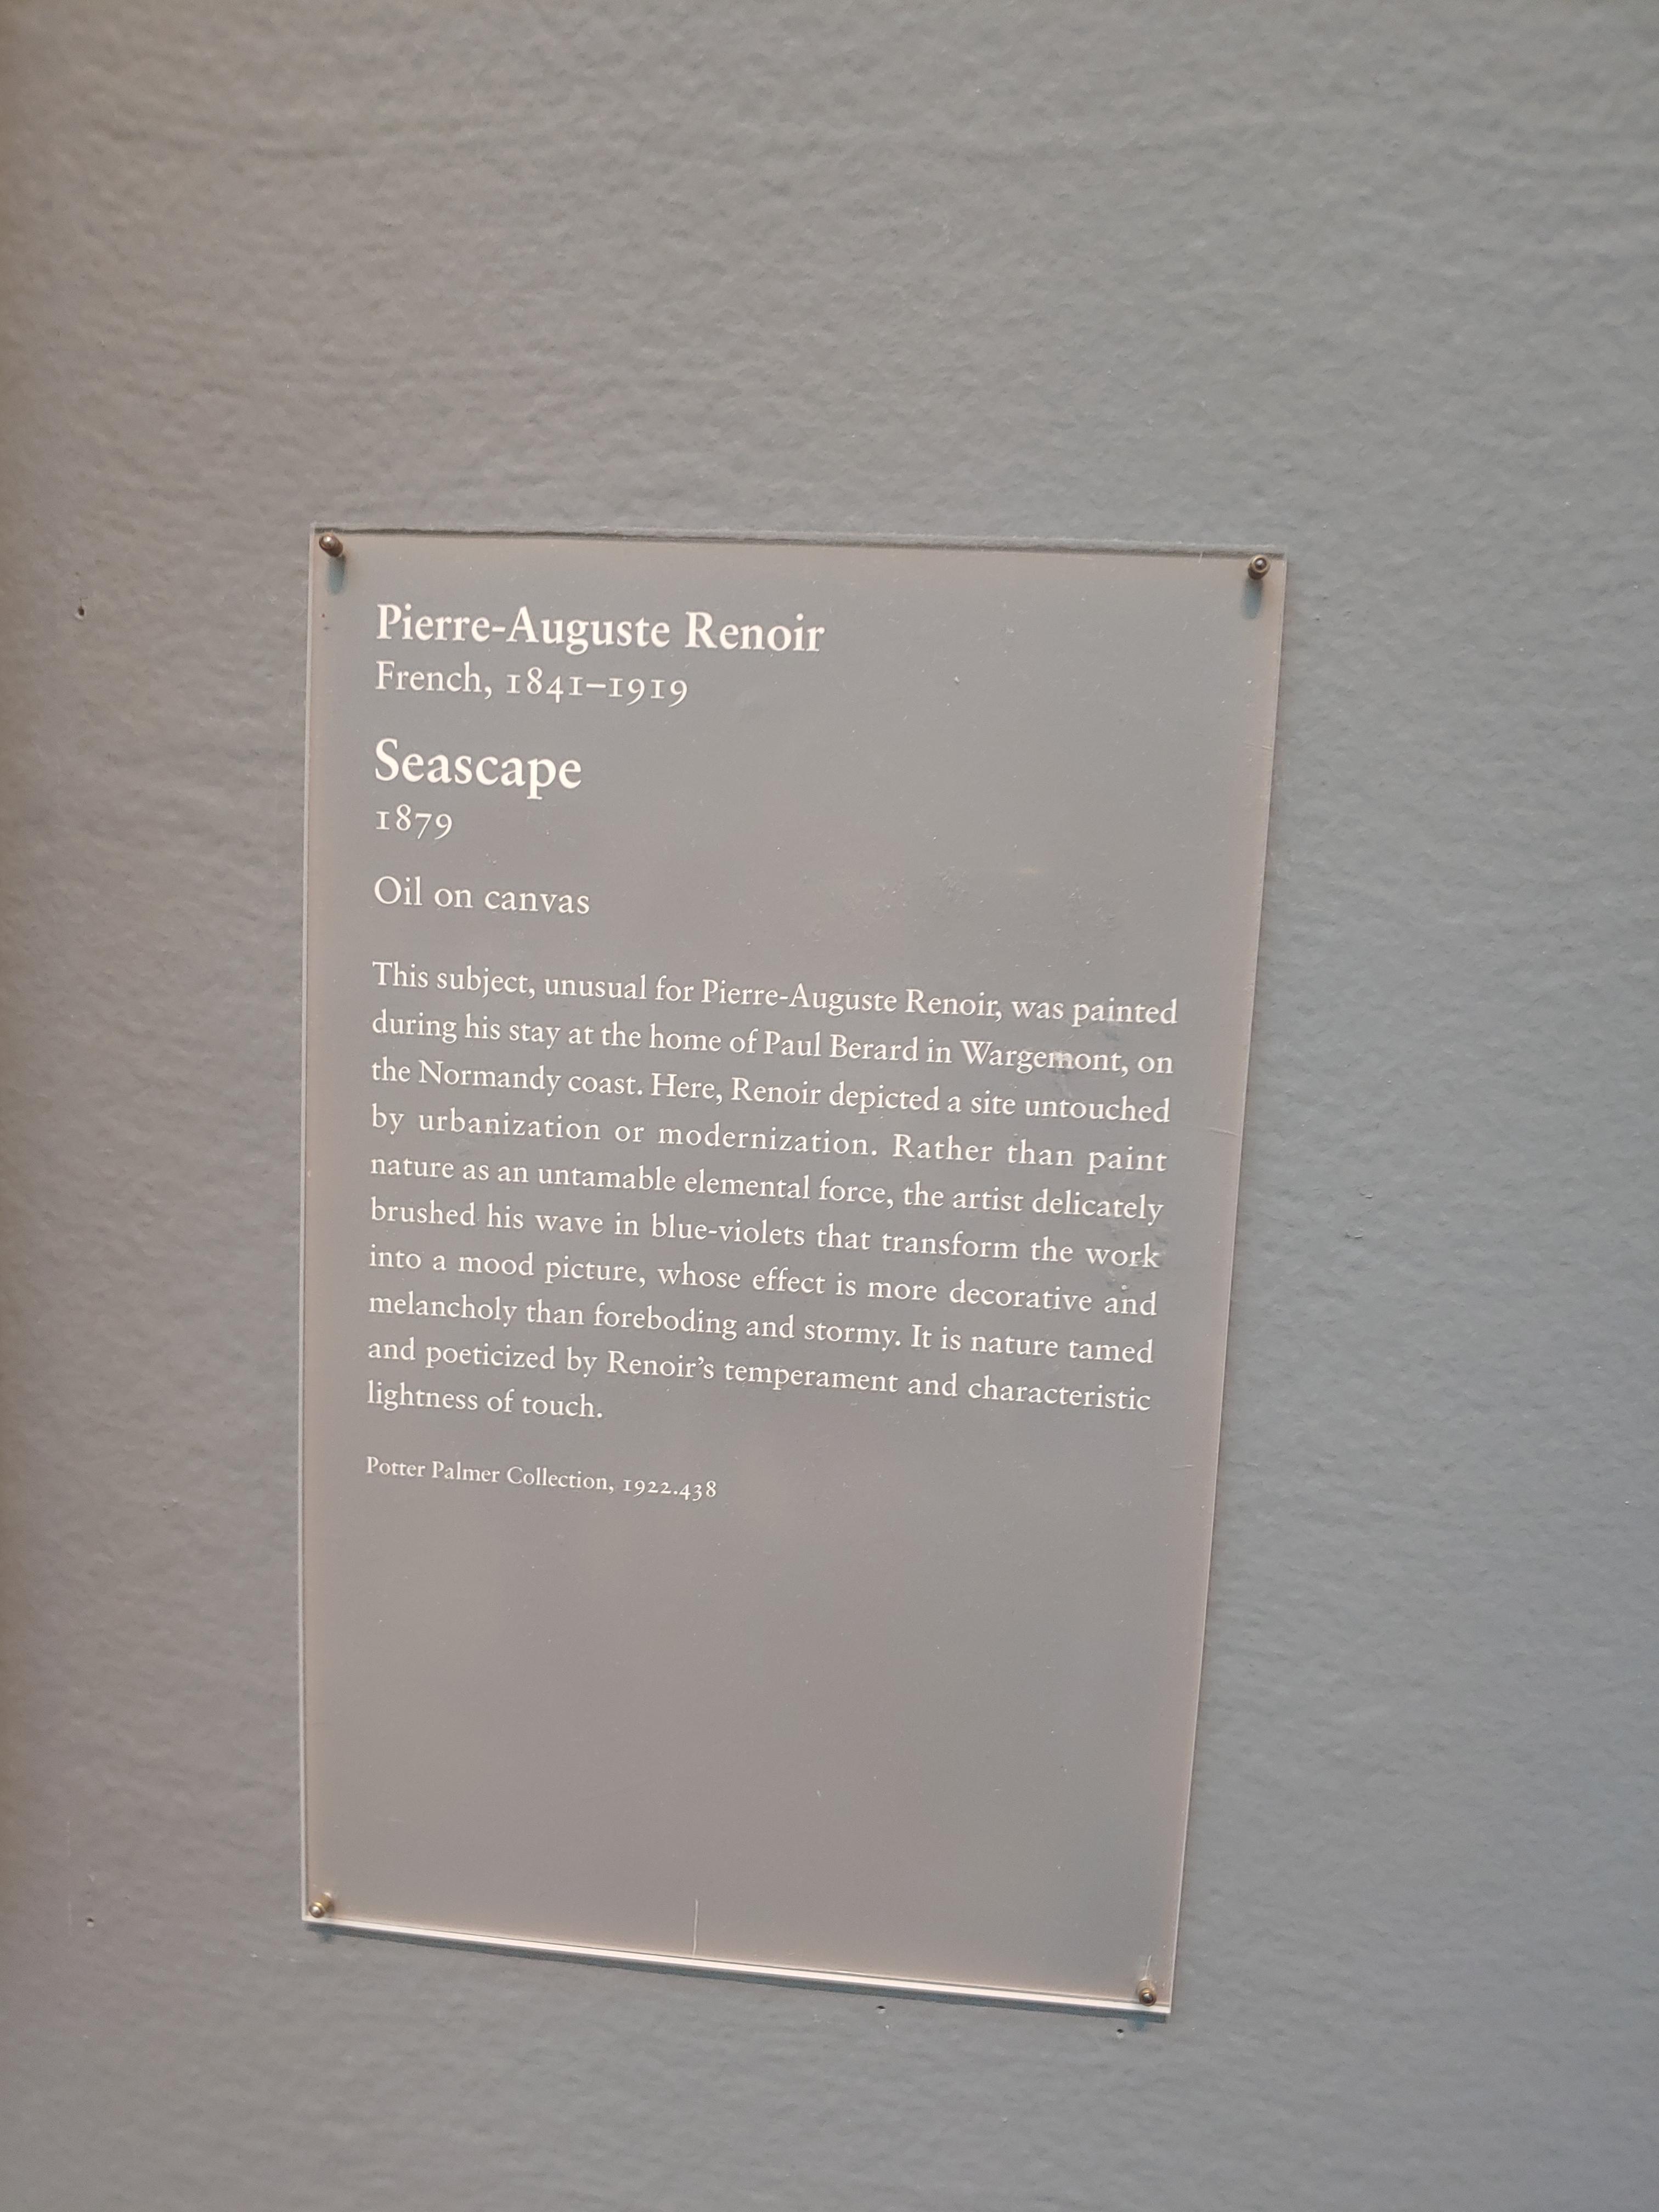 Pierre-Auguste Renoir
French, 1841–1919
Seascape
1879
Oil on canvas
This subject, unusual for Pierre-Auguste Renoir, was painted
during his stay at the home of Paul Berard in Wargemont, on
the Normandy coast. Here, Renoir depicted a site untouched
by urbanization or modernization. Rather than paint
nature as an untamable elemental force, the artist delicately
brushed his wave in blue-violets that transform the work
into a mood picture, whose effect is more decorative and
melancholy than foreboding and stormy. It is nature tamed
and poeticized by Renoir’s temperament and characteristic
lightness of touch.
Potter Palmer Collection, 1922.438